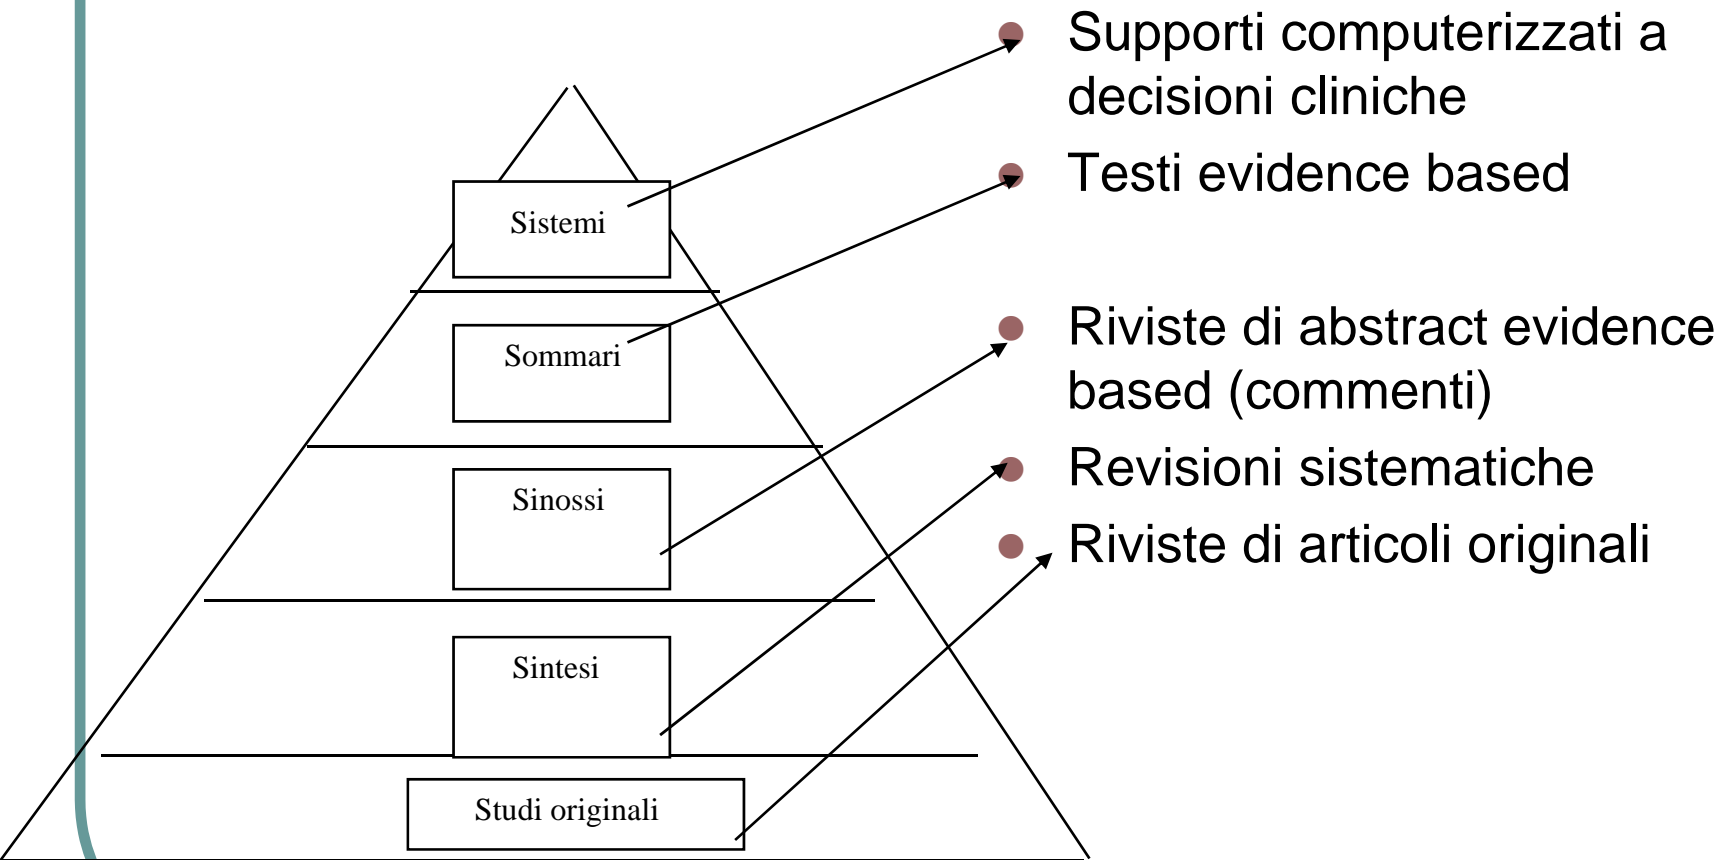 Supporti computerizzati a
decisioni cliniche
Testi evidence based
Riviste di abstract evidence
based (commenti)
Revisioni sistematiche
Riviste di articoli originali
Sistemi
Sommari
Sinossi
Sintesi
Studi originali